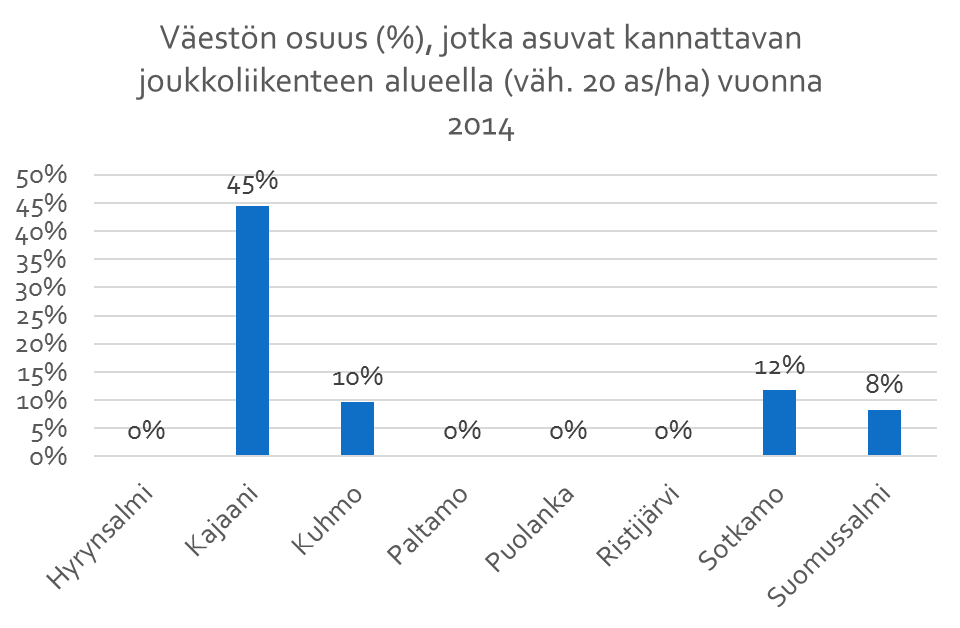 Väestön osuus (%), jotka asuvat kannattavan
joukkoliikenteen alueella (väh. 20 as/ha) vuonna
2014
50%
45%
40%
35%
30%
25%
20%
15%
10%
5%
0%
0%
45%
10%
0%
0%
0%
12%
8%
Hyrynsalmi
Kajaani
Kuhmo
Paltamo
Puolanka
Ristijärvi
Sotkamo
Suomussalmi